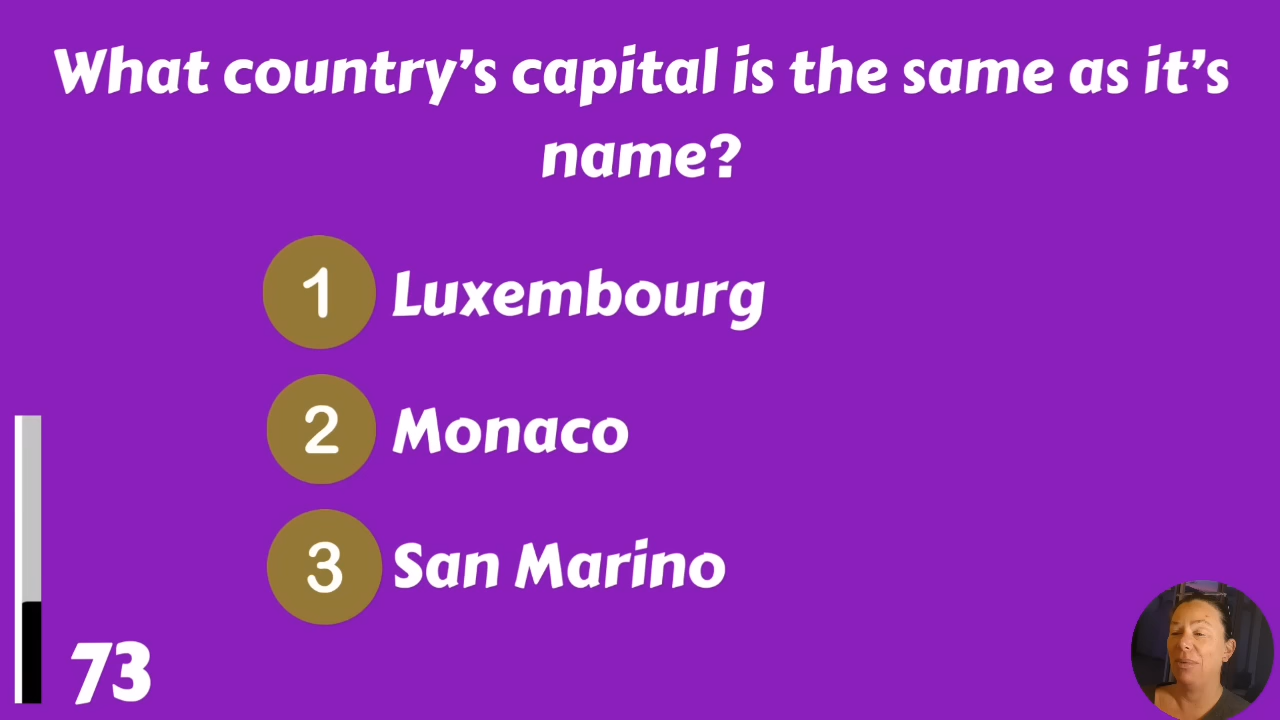 What country's capital is the same as it's
name?
1 Luxembourg
2 Monaco
3 San Marino
73